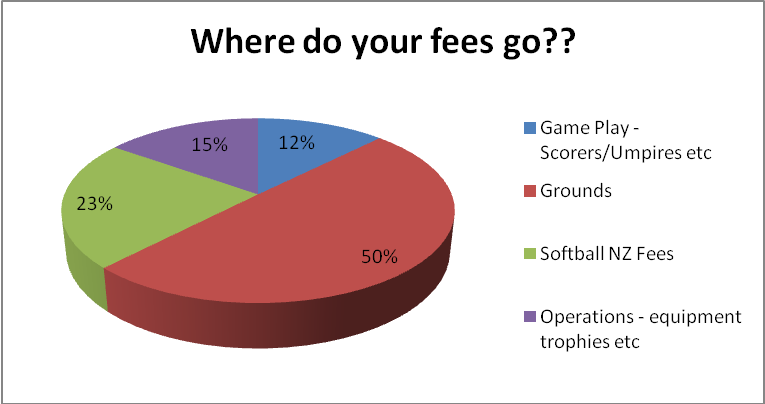 Where do your fees go??
15%
12%
23%
50%
Game Play -
Scorers/Umpires etc
Grounds
Softball NZ Fees
Operations - equipment
trophies etc